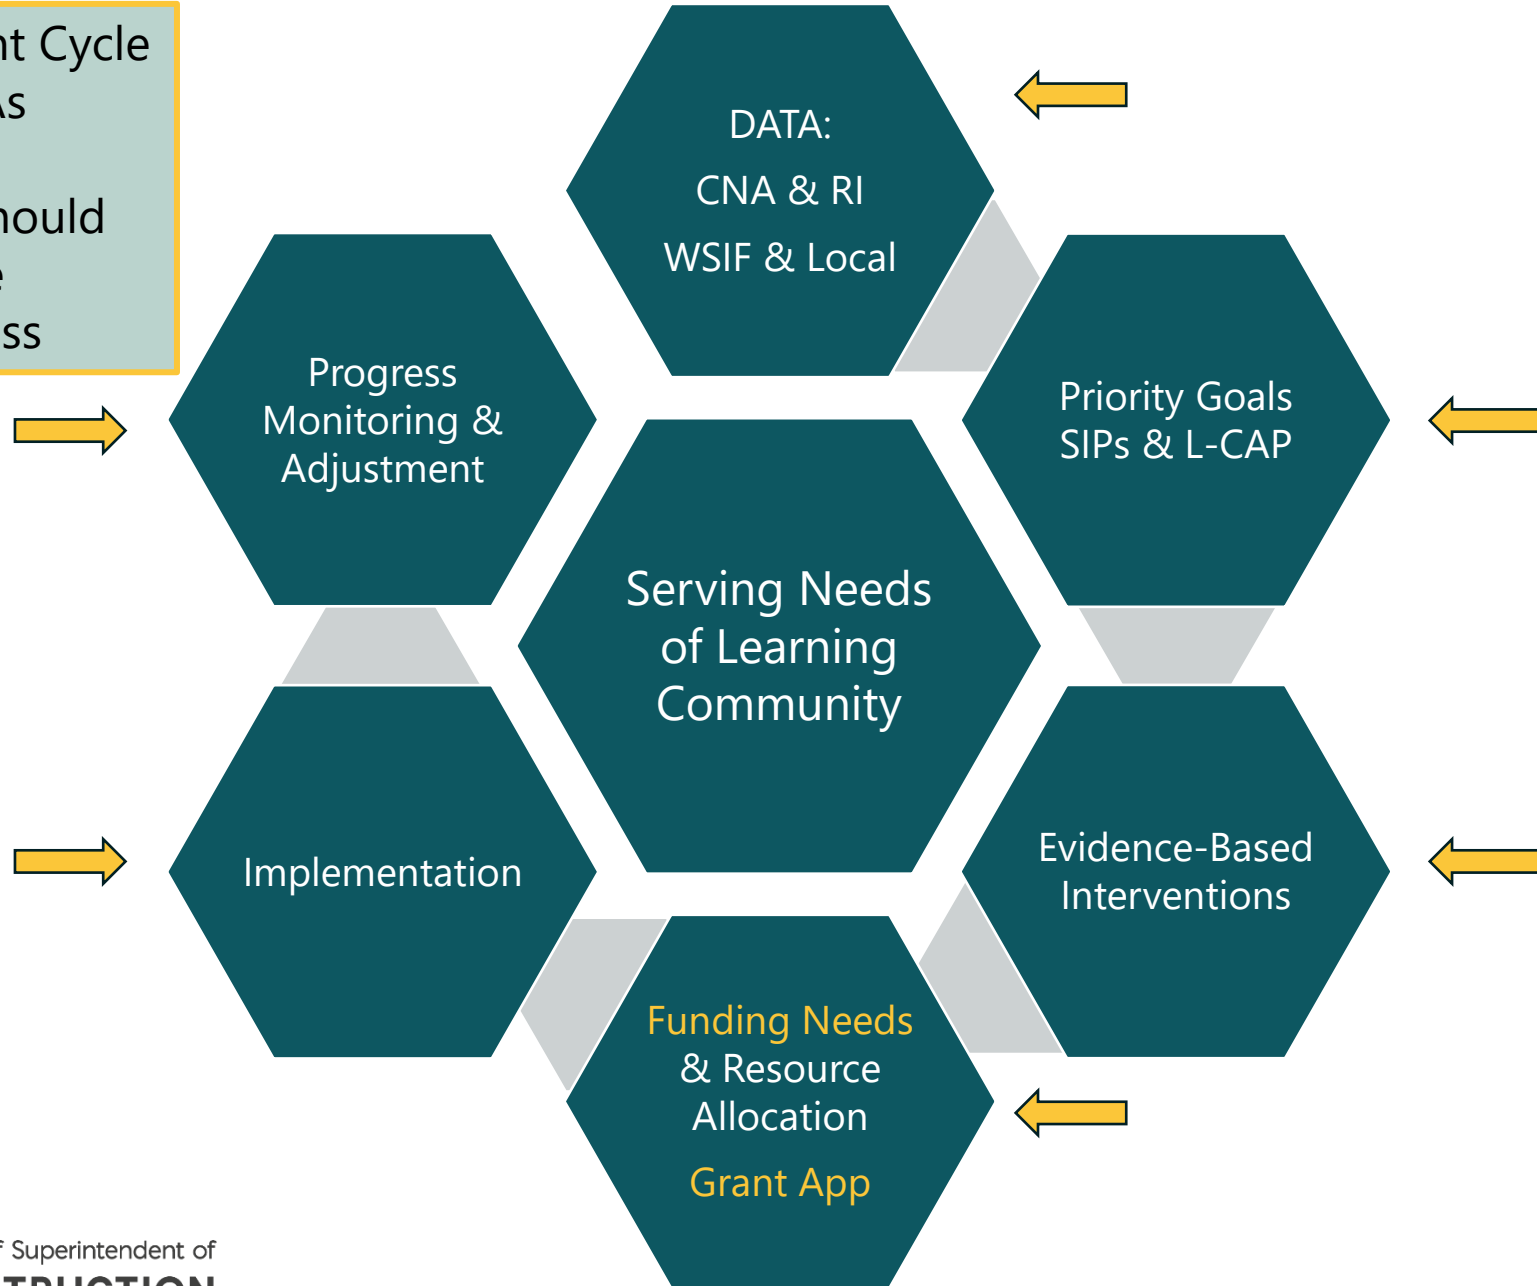 nt Cycle
As
hould
e
ss
DATA:
CNA & RI
WSIF & Local
Progress
Monitoring &
Adjustment
Priority Goals
SIPs & L-CAP
Serving Needs
of Learning
Community
Implementation
Evidence-Based
Interventions
Funding Needs
& Resource
Allocation
Grant App
f Superintendent of
TRUCTION